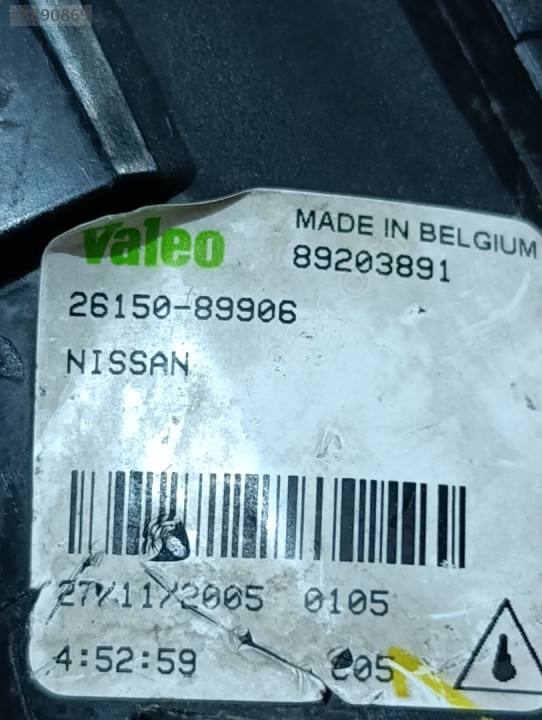 Valeo
MADE IN BELGIUM
89203891
26150-89906
NISSAN
27/11/2005 0105
4:52:59